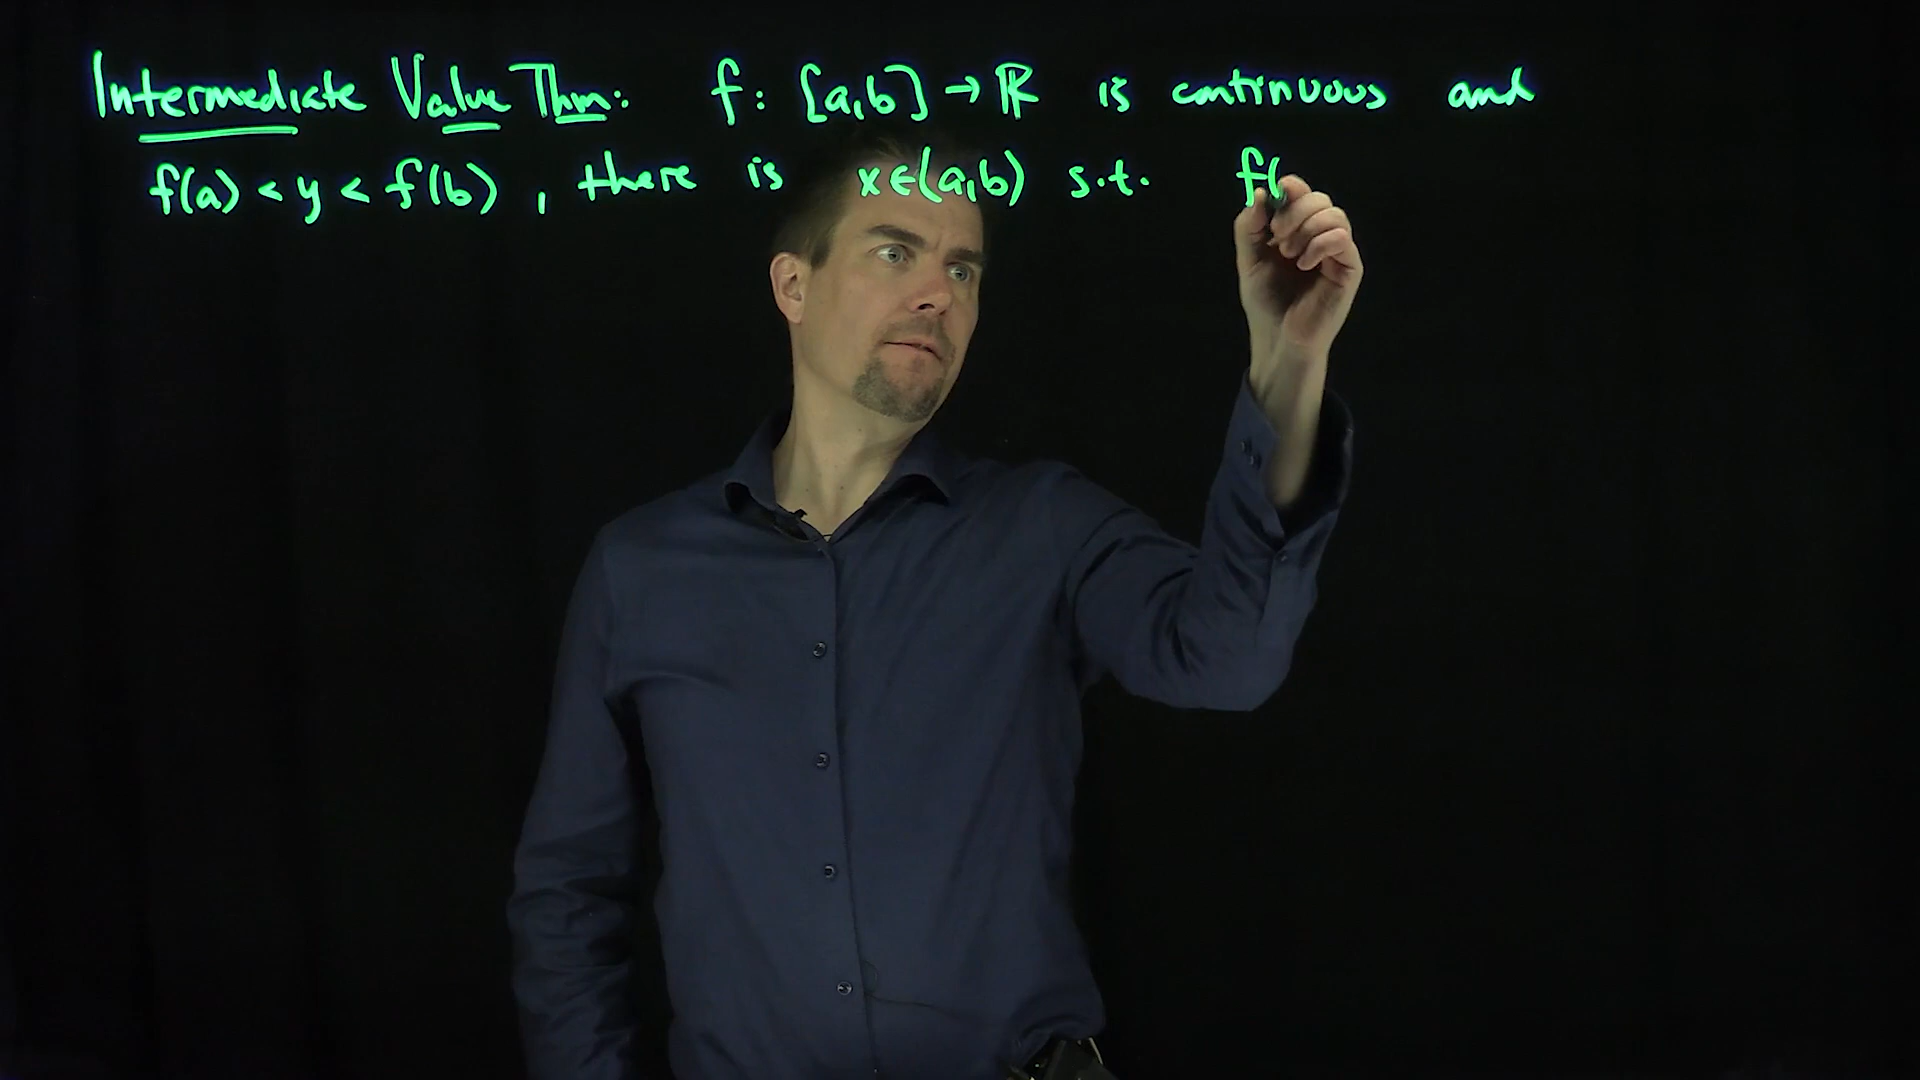 Intermediate Value Thm: f: [a,b] → ℝ is continuous and
f(a) < y < f(b), there is x∈(a,b) s.t. f(